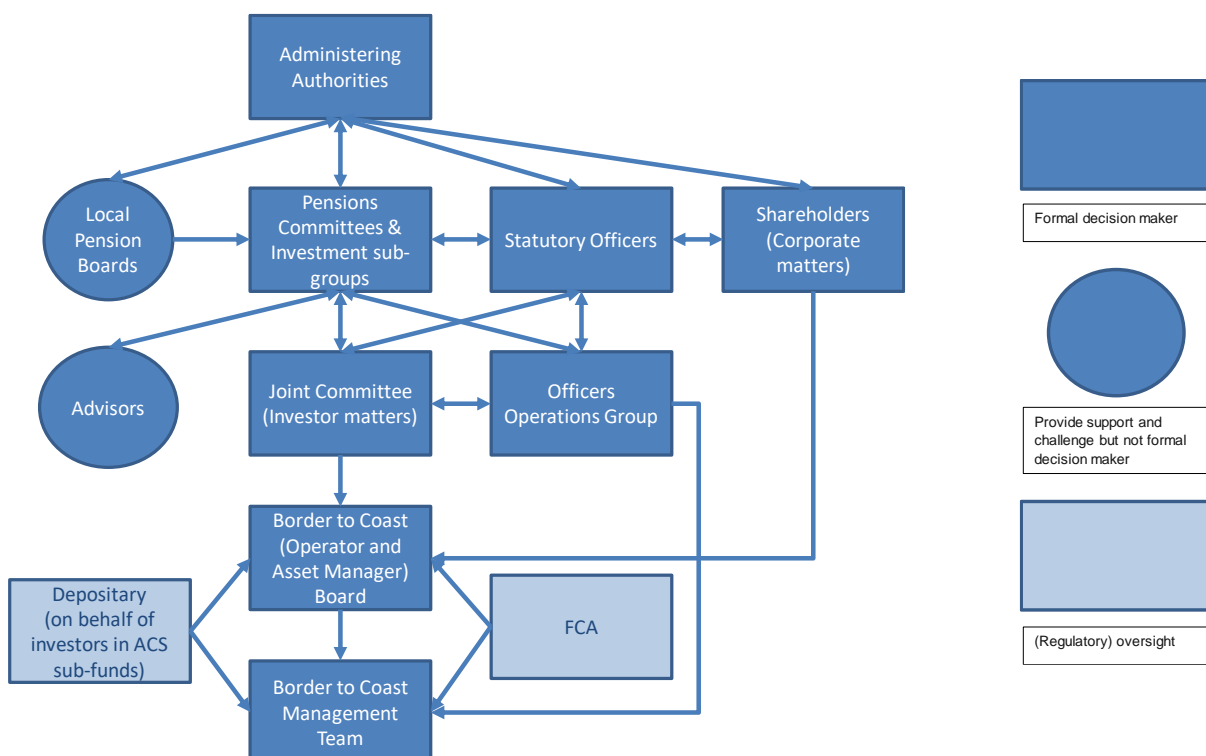 Administering
Authorities
Local
Pension
Boards
Pensions
Committees &
Investment sub-
groups
Statutory Officers
Shareholders
(Corporate
matters)
Formal decision maker
Advisors
Joint Committee
(Investor matters)
Officers
Operations Group
Provide support and
challenge but not formal
decision maker
Border to Coast
(Operator and
Asset Manager)
Board
Depositary
(on behalf of
investors in ACS
sub-funds)
FCA
(Regulatory) oversight
Border to Coast
Management
Team